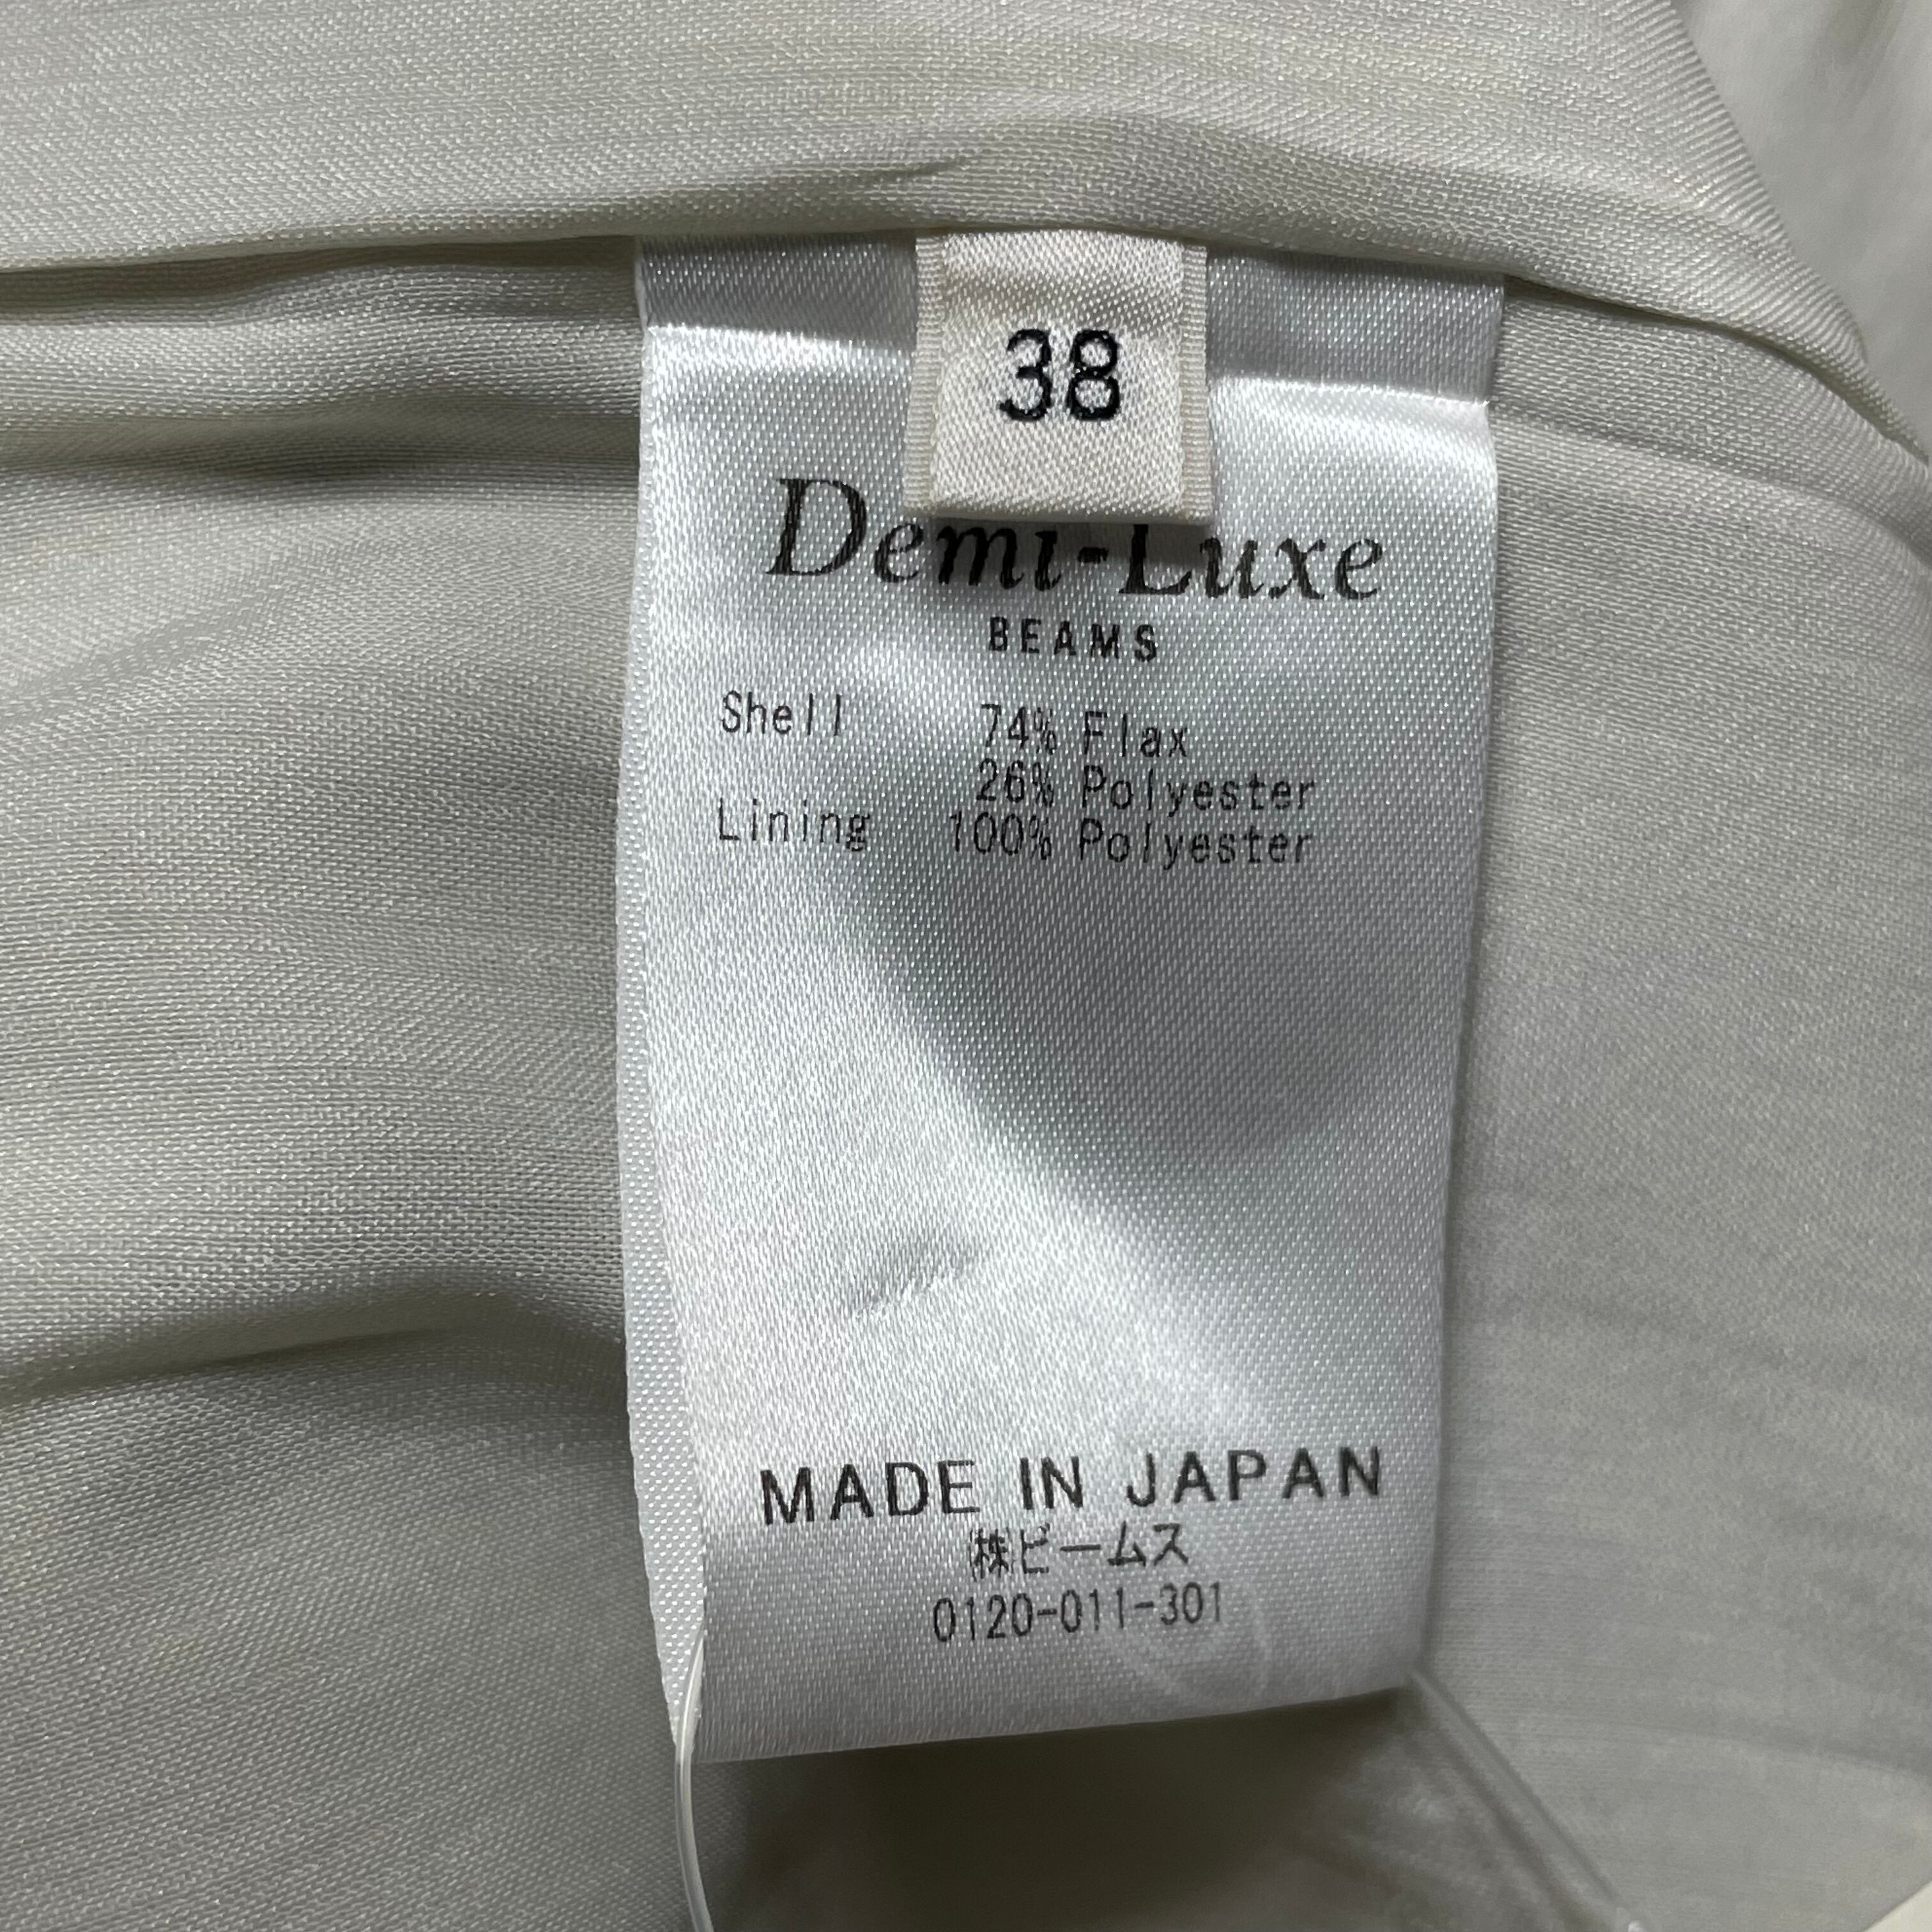 38
Demi-Luxe
BEAMS
Shell 74% Flax
26% Polyester
Lining 100% Polyester
MADE IN JAPAN
㈱ビームス
0120-011-301